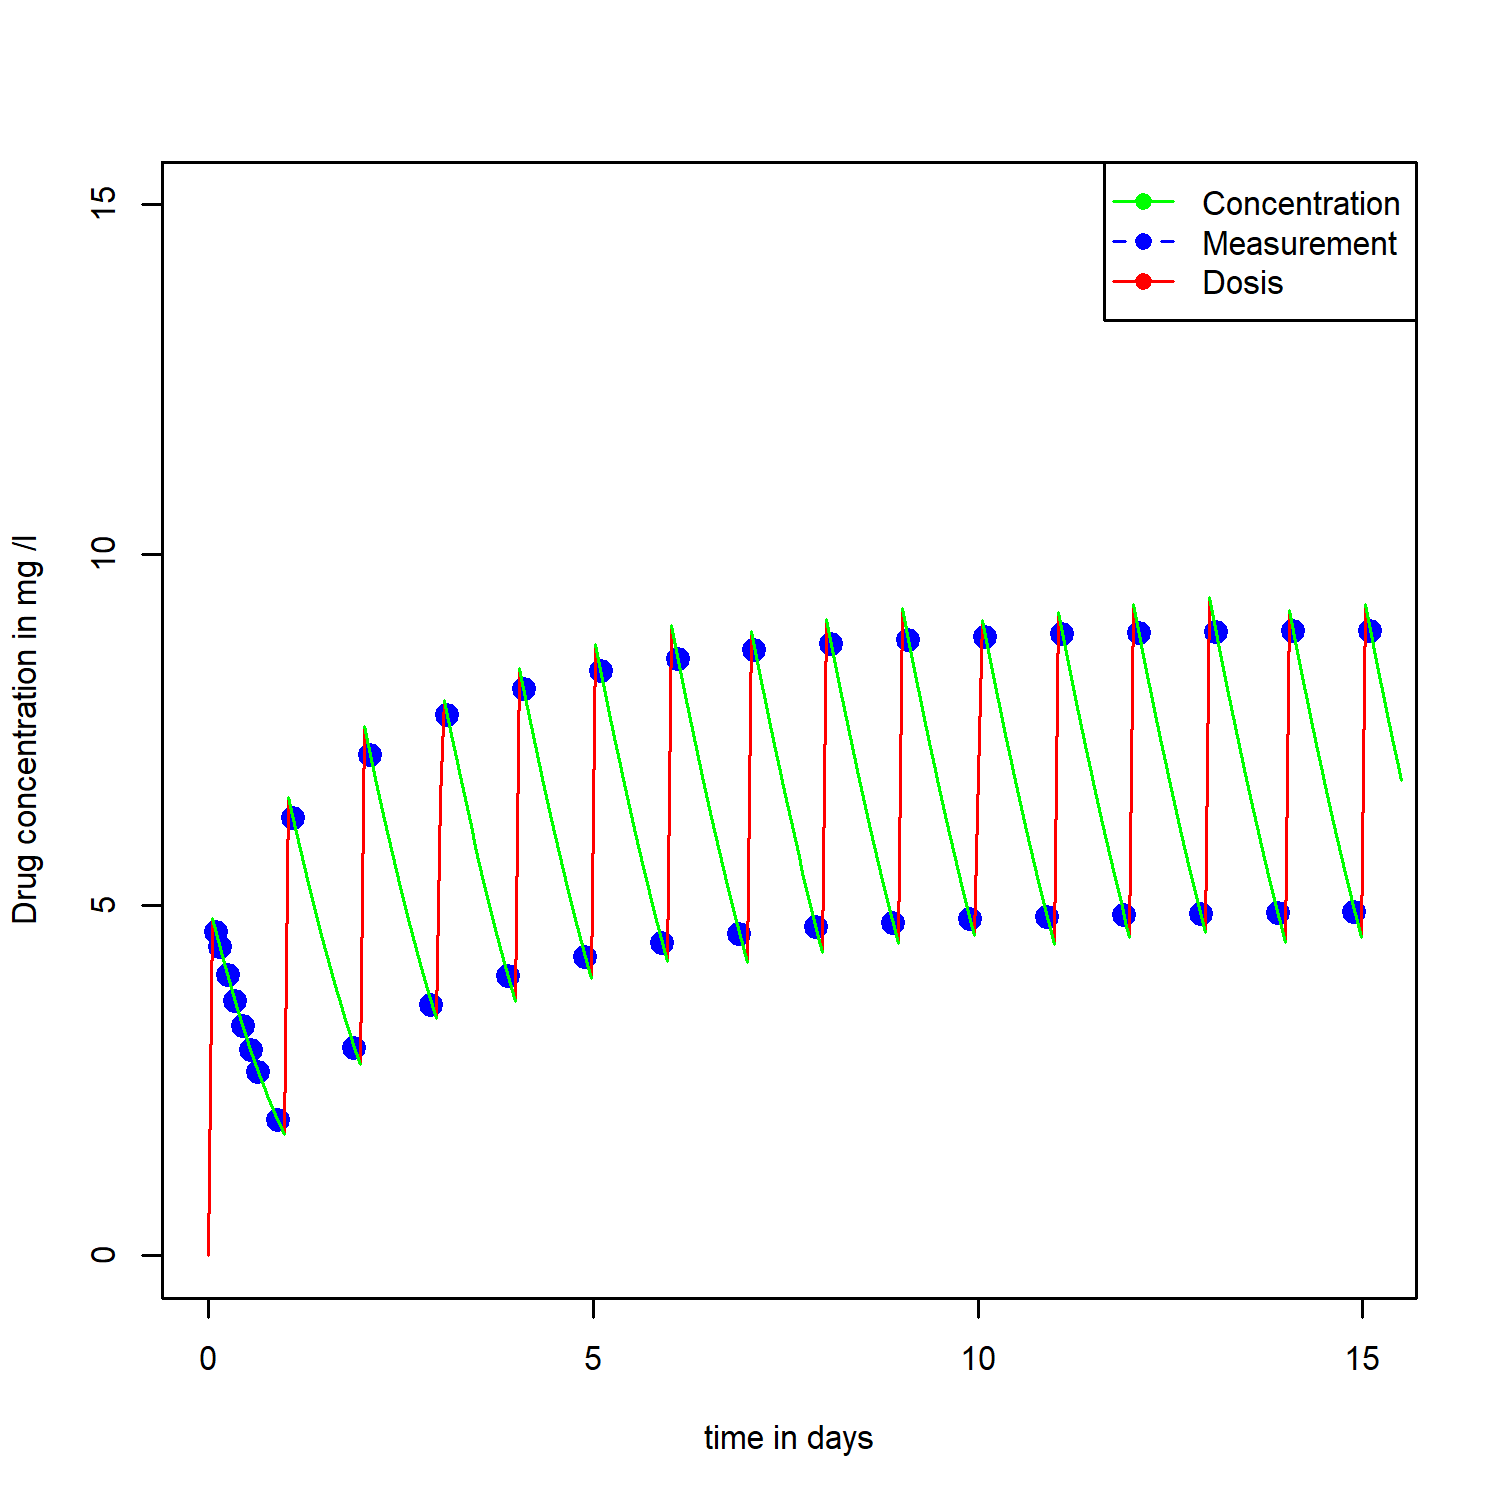 Concentration
Measurement
Dosis
Drug concentration in mg /l
15
10
5
0
0 5 10 15
time in days